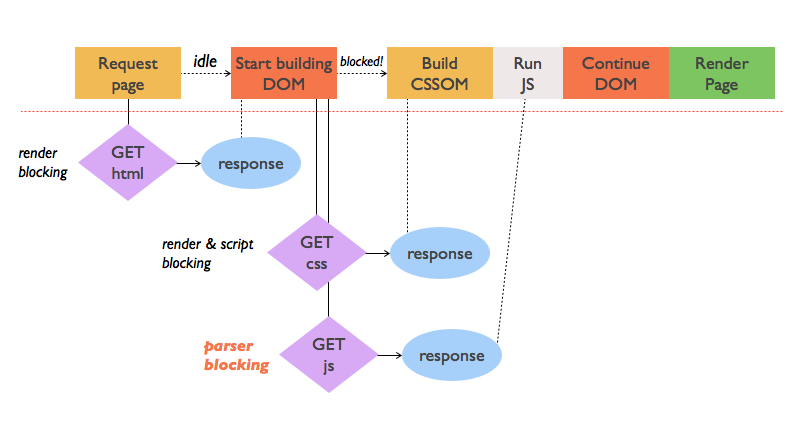 Request
page
idle
Start building
DOM
blocked!
Build
CSSOM
Run
JS
Continue
DOM
Render
Page
render
blocking
GET
html
response
render & script
blocking
GET
css
response
parser
blocking
GET
js
response